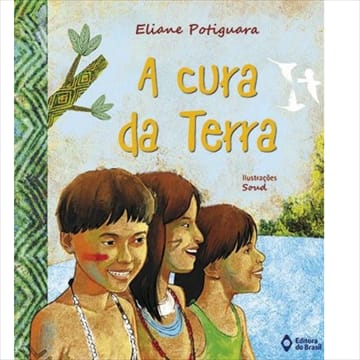 Eliane Potiguara
A cura
da Terra
Ilustrações
Soud
Editora
do Brasil